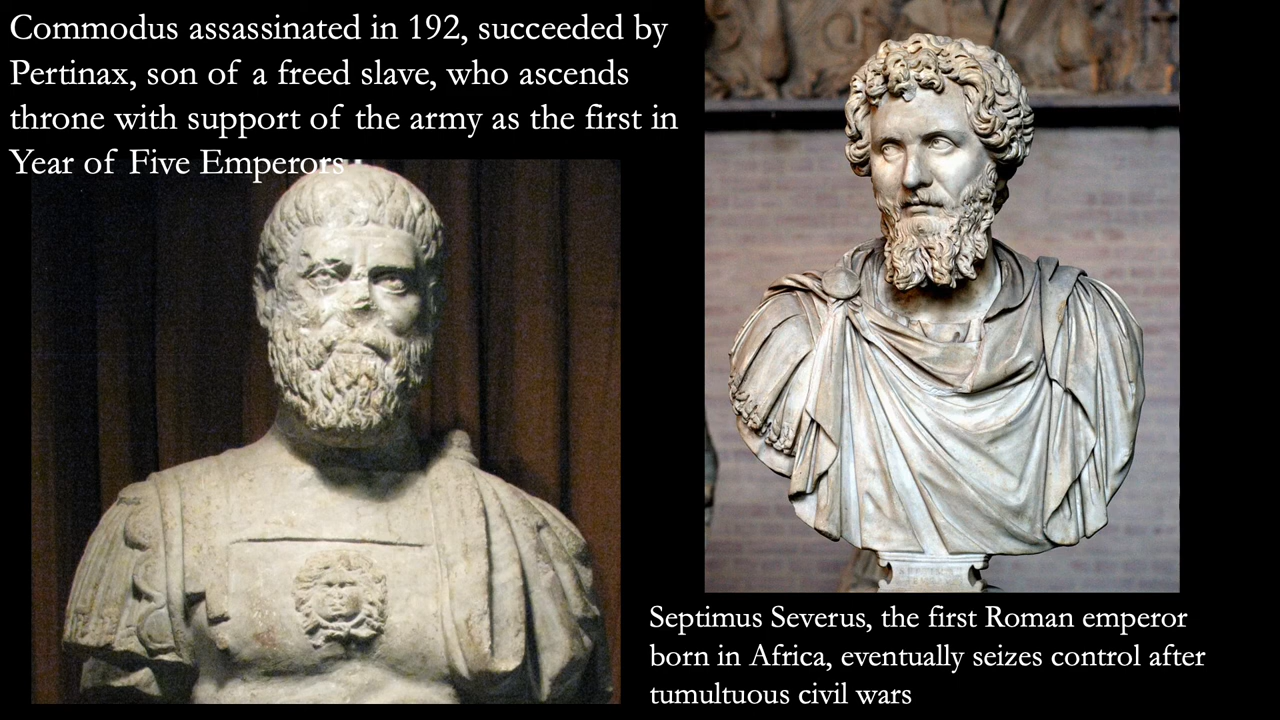 Commodus assassinated in 192, succeeded by
Pertinax, son of a freed slave, who ascends
throne with support of the army as the first in
Year of Five Emperors
Septimus Severus, the first Roman emperor
born in Africa, eventually seizes control after
tumultuous civil wars